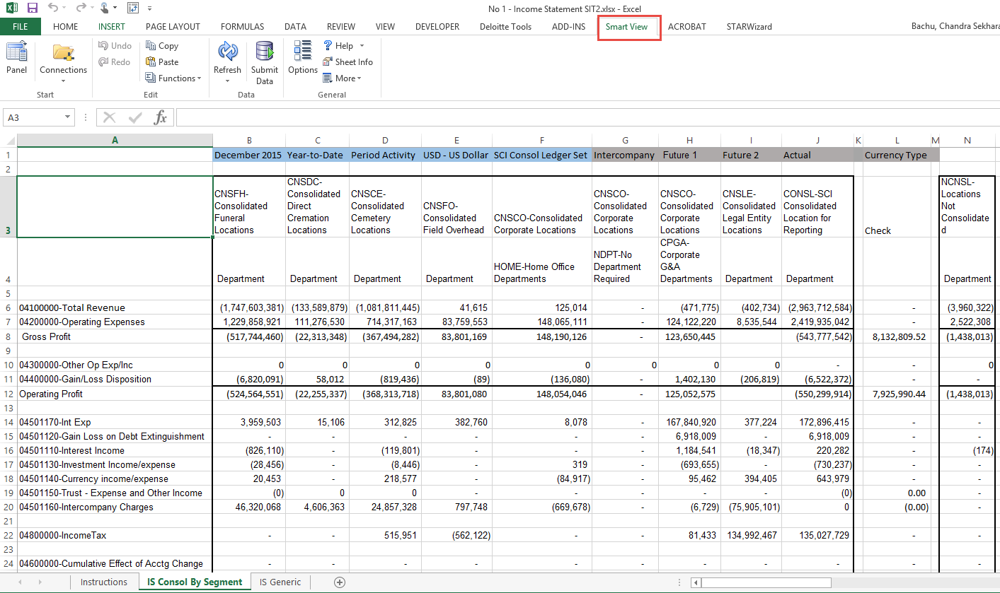 No 1 - Income Statement SIT2.xlsx - Excel
FILE HOME INSERT PAGE LAYOUT FORMULAS DATA REVIEW VIEW DEVELOPER Deloitte Tools ADD-INS Smart View ACROBAT STARWizard Bachu, Chandra Sekhara
Panel Connections Undo Redo Copy Paste Functions Refresh Submit Data Options Help Sheet Info More
Start Edit Data General
A3 fx
A B C D E F G H I J K L M N
1 December 2015 Year-to-Date Period Activity USD - US Dollar SCI Consol Ledger Set Intercompany Future 1 Future 2 Actual Currency Type
2
3 CNSFH-Consolidated Funeral Locations CNSDC-Consolidated Direct Cremation Locations CNSCE-Consolidated Cemetery Locations CNSFO-Consolidated Field Overhead CNSCO-Consolidated Corporate Locations CNSCO-Consolidated Corporate Locations CNSCO-Consolidated Corporate Locations CNSLE-Consolidated Legal Entity Locations CONSL-SCI Consolidated Location for Reporting Check NCNSL-Locations Not Consolidated
4 Department Department Department Department HOME-Home Office Departments NDPT-No Department Required CPGA-Corporate G&A Departments Department Department Department
5
6 04100000-Total Revenue (1,747,603,381) (133,589,879) (1,081,811,445) 41,615 125,014 - (471,775) (402,734) (2,963,712,584) - (3,960,322)
7 04200000-Operating Expenses 1,229,858,921 111,276,530 714,317,163 83,759,553 148,065,111 - 124,122,220 8,535,544 2,419,935,042 - 2,522,308
8 Gross Profit (517,744,460) (22,313,348) (367,494,282) 83,801,169 148,190,126 - 123,650,445 (543,777,542) 8,132,809.52 (1,438,013)
9
10 04300000-Other Op Exp/Inc 0 0 0 0 0 0 0 0 - - 0
11 04400000-Gain/Loss Disposition (6,820,091) 58,012 (819,436) (89) (136,080) - 1,402,130 (206,819) (6,522,372) - -
12 Operating Profit (524,564,551) (22,255,337) (368,313,718) 83,801,080 148,054,046 - 125,052,575 (550,299,914) 7,925,990.44 (1,438,013)
13
14 04501170-Int Exp 3,959,503 15,106 312,825 382,760 8,078 - 167,840,920 377,224 172,896,415 - -
15 04501120-Gain Loss on Debt Extinguishment - - - - - - 6,918,009 - 6,918,009 - -
16 04501110-Interest Income (826,110) - (119,801) - - - 1,184,541 (18,347) 220,282 - (174)
17 04501130-Investment Income/expense (28,456) - (8,446) - 319 - (693,655) - (730,237) - -
18 04501140-Currency income/expense 20,453 - 218,577 - (84,917) - 95,462 394,405 643,979 - -
19 04501150-Trust - Expense and Other Income (0) 0 0 - - - - - (0) 0.00 -
20 04501160-Intercompany Charges 46,320,068 4,606,363 24,857,328 797,748 (669,678) - (6,729) (75,905,101) 0 (0.00) -
21
22 04800000-IncomeTax - - 515,951 (562,122) - - 81,433 134,992,467 135,027,729 - -
23
24 04600000-Cumulative Effect of Acctg Change - - - - - - - - - - -
Instructions IS Consol By Segment IS Generic